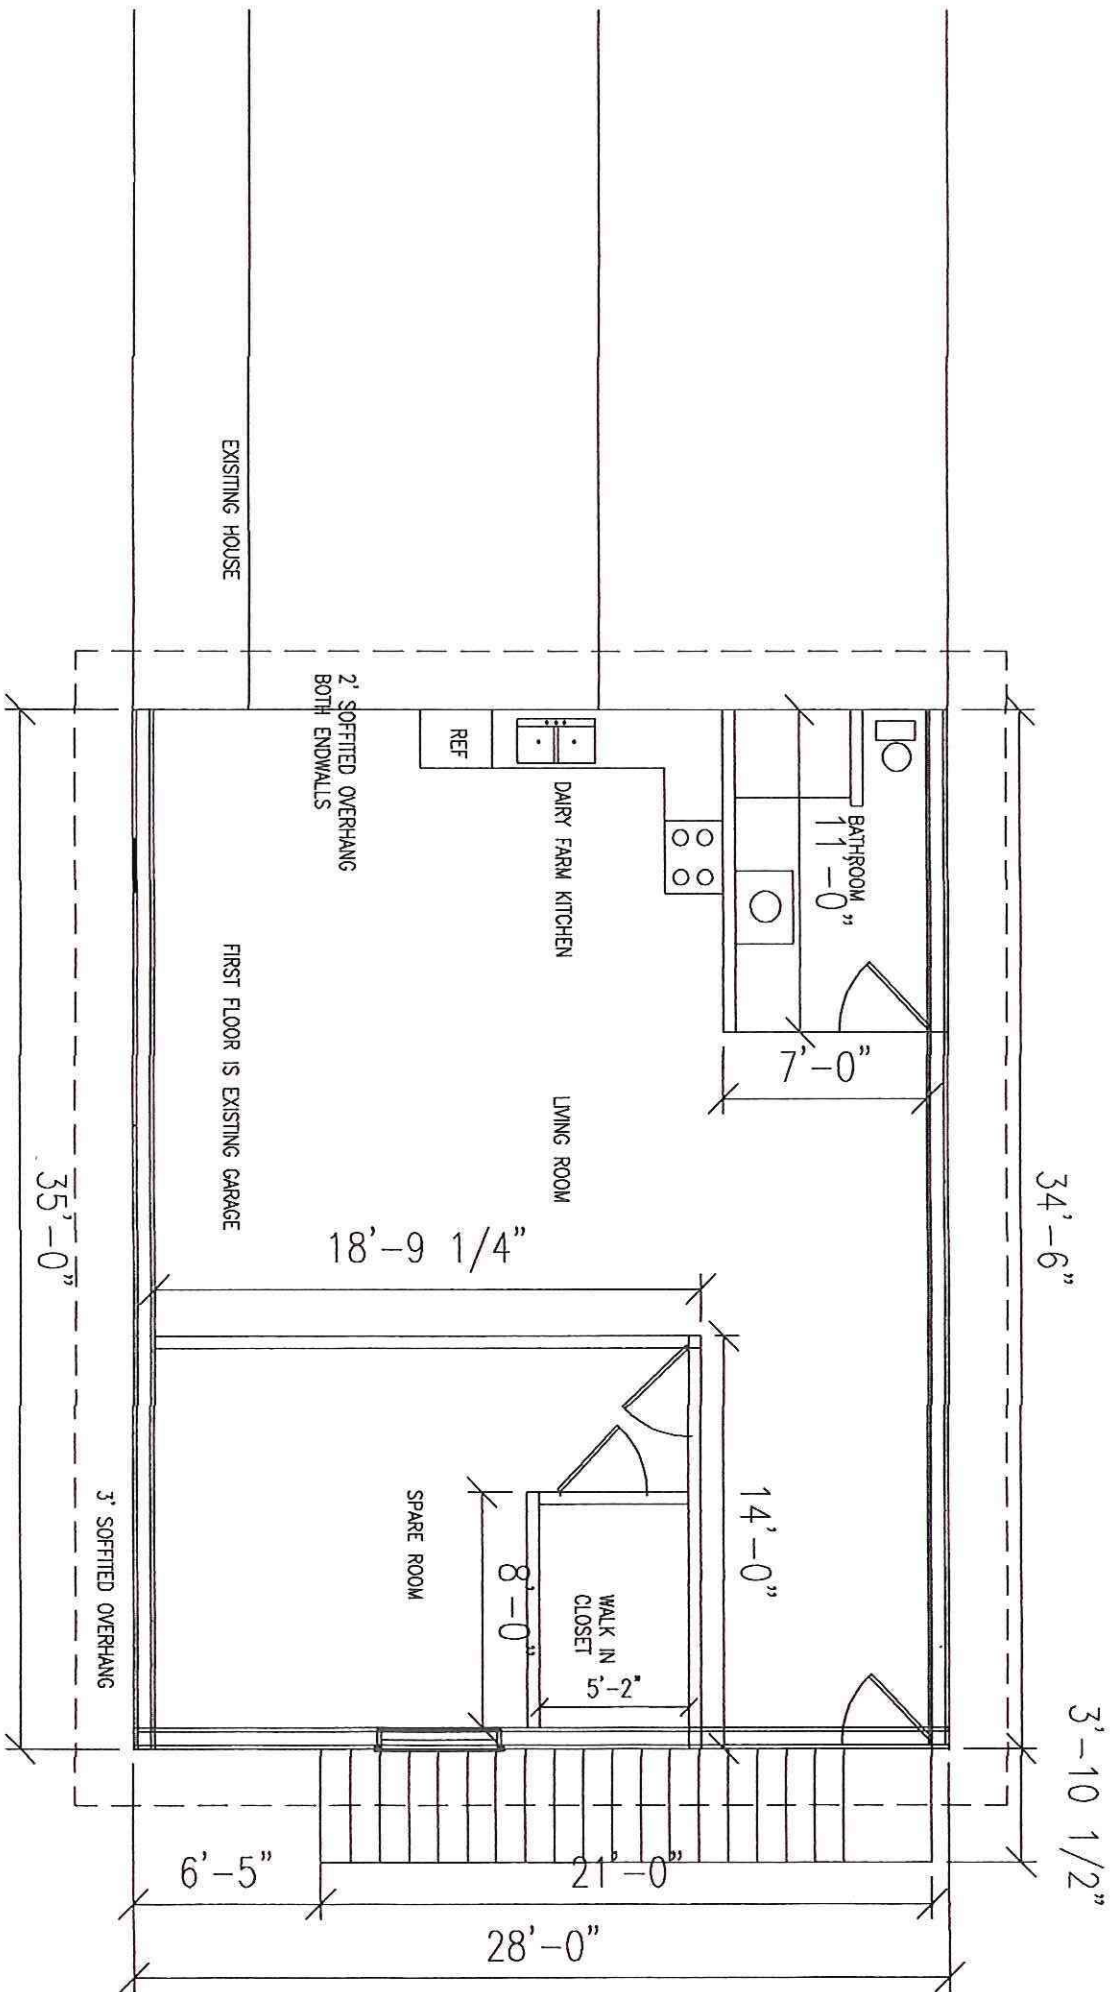 EXISITING HOUSE
2' SOFFITED OVERHANG
BOTH ENDWALLS
REF
DAIRY FARM KITCHEN
BATHROOM
11'-0"
7'-0"
FIRST FLOOR IS EXISTING GARAGE
LIVING ROOM
34'-6"
35'-0"
18'-9 1/4"
14'-0"
SPARE ROOM
8'-0"
WALK IN
CLOSET
5'-2"
3' SOFFITED OVERHANG
3'-10 1/2"
6'-5"
21'-0"
28'-0"